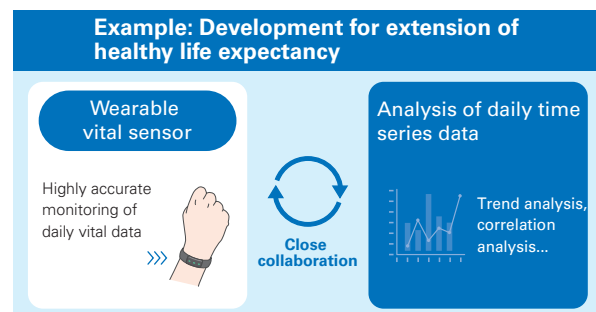 Example: Development for extension of
healthy life expectancy
Wearable
vital sensor
Highly accurate
monitoring of
daily vital data
Close
collaboration
Analysis of daily time
series data
Trend analysis,
correlation
analysis...